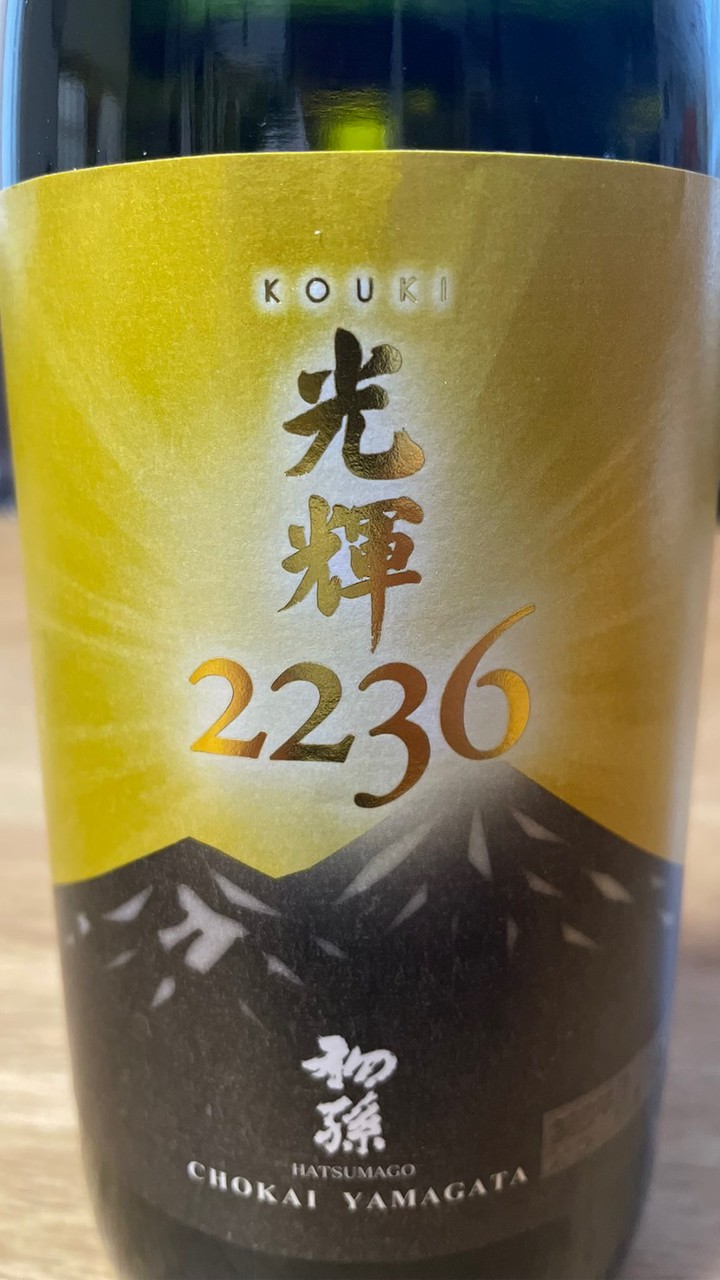 KOUKI
光輝
2236
初孫
HATSUMAGO
CHOKAI YAMAGATA